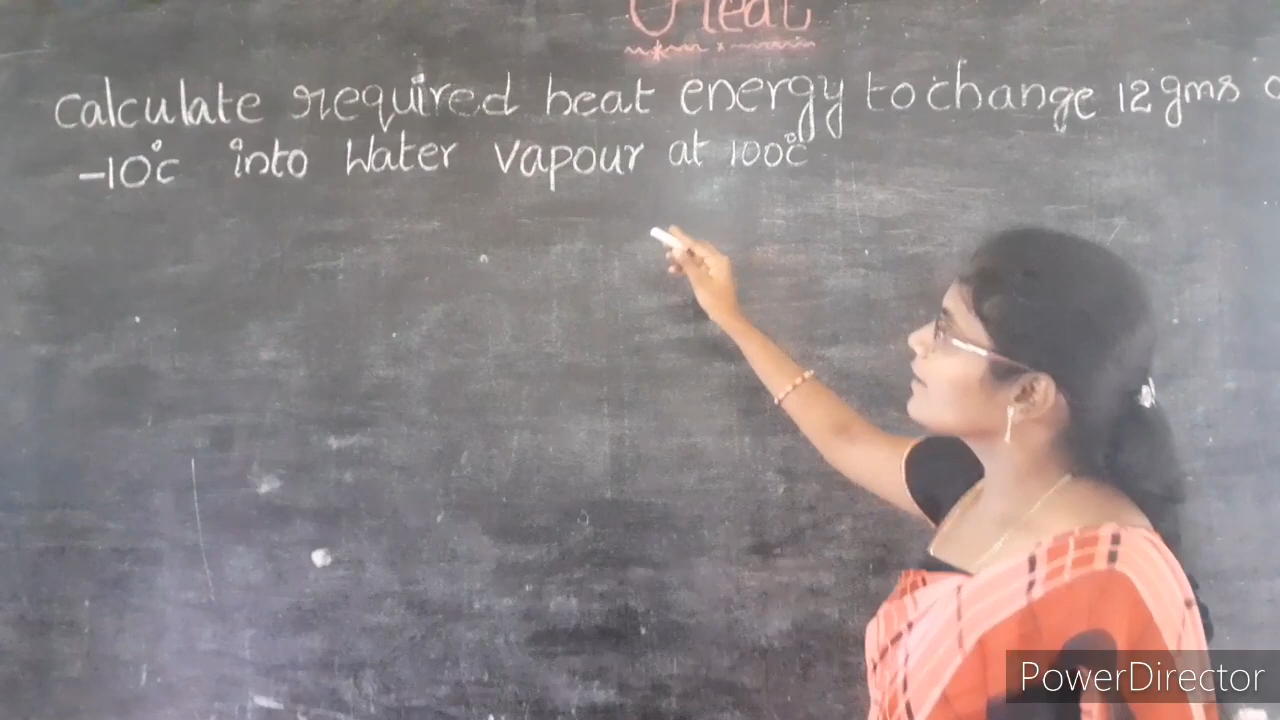 Heat
Calculate required heat energy to change 12 gms
-10°c into Water vapour at 100°c
PowerDirector